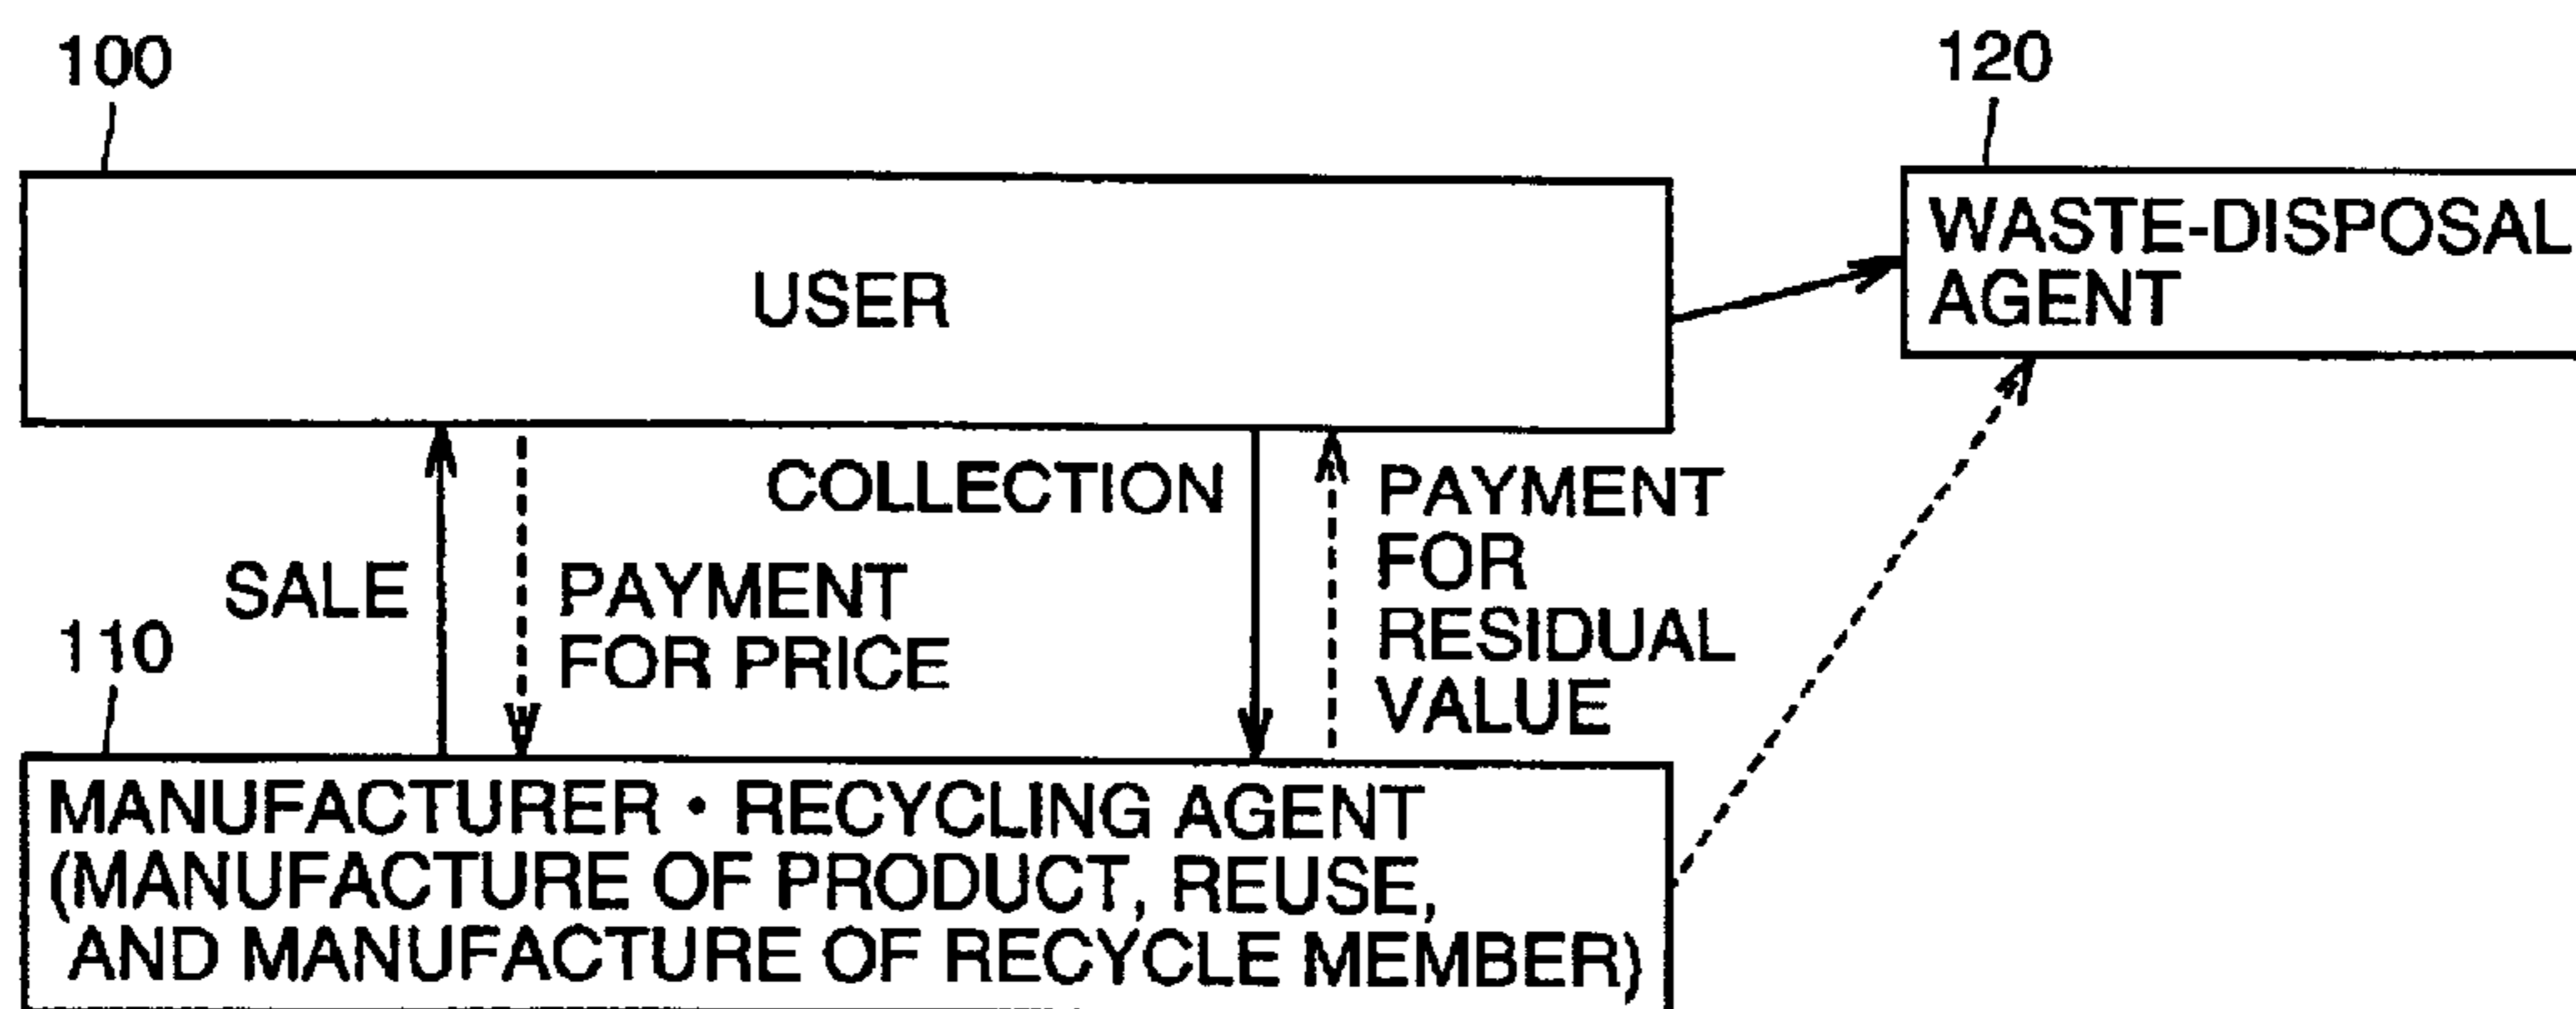 100
120
USER
WASTE-DISPOSAL
AGENT
SALE
PAYMENT
FOR PRICE
COLLECTION
PAYMENT
FOR
RESIDUAL
VALUE
110
MANUFACTURER・RECYCLING AGENT
(MANUFACTURE OF PRODUCT, REUSE,
AND MANUFACTURE OF RECYCLE MEMBER)